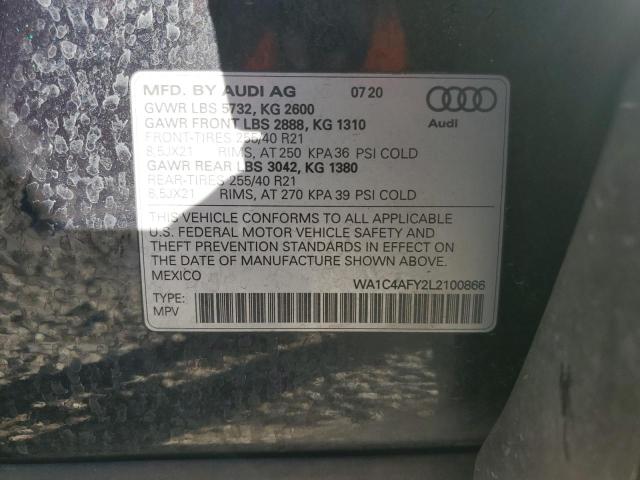 MFD. BY AUDI AG 07 20
GVWR LBS 5732, KG 2600
GAWR FRONT LBS 2888, KG 1310
FRONT-TIRES 255/40 R21
8,5JX21 RIMS, AT 250 KPA 36 PSI COLD
GAWR REAR LBS 3042, KG 1380
REAR-TIRES 255/40 R21
8,5JX21 RIMS, AT 270 KPA 39 PSI COLD
Audi
THIS VEHICLE CONFORMS TO ALL APPLICABLE
U.S. FEDERAL MOTOR VEHICLE SAFETY AND
THEFT PREVENTION STANDARDS IN EFFECT ON
THE DATE OF MANUFACTURE SHOWN ABOVE.
MEXICO WA1C4AFY2L2100866
TYPE:
MPV